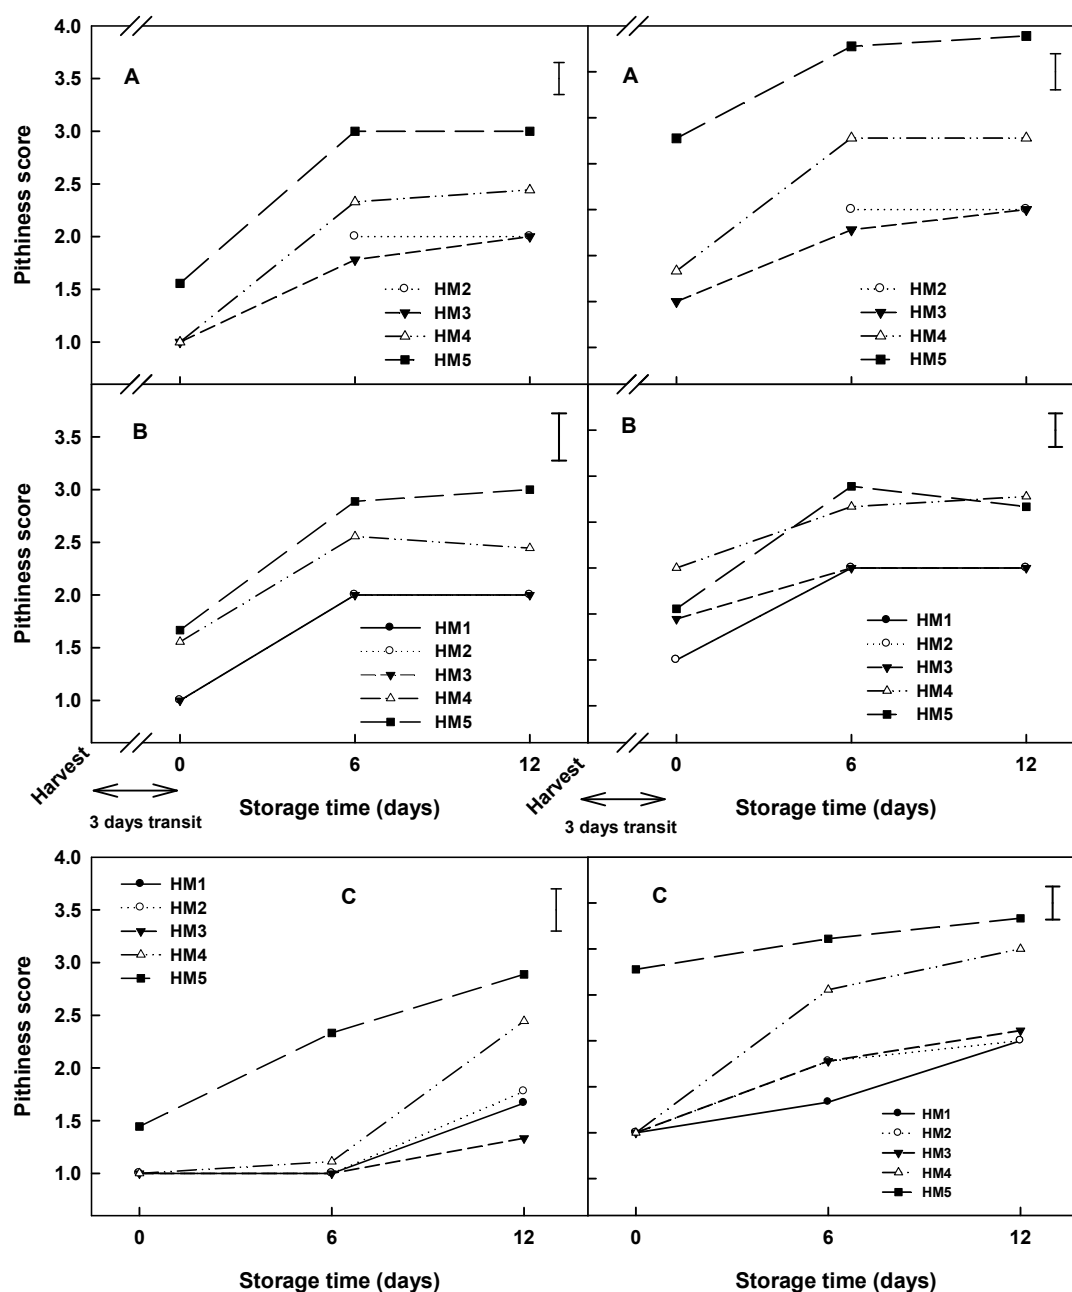 4.0
3.5
3.0
2.5
2.0
1.5
1.0
Pithiness score
A
HM2
HM3
HM4
HM5
A
HM2
HM3
HM4
HM5
3.5
3.0
2.5
2.0
1.5
1.0
Pithiness score
B
HM1
HM2
HM3
HM4
HM5
B
HM1
HM2
HM3
HM4
HM5
Harvest
0
6
12
3 days transit
Storage time (days)
Harvest
0
6
12
3 days transit
Storage time (days)
4.0
3.5
3.0
2.5
2.0
1.5
1.0
Pithiness score
HM1
HM2
HM3
HM4
HM5
C
0
6
12
Storage time (days)
C
HM1
HM2
HM3
HM4
HM5
0
6
12
Storage time (days)